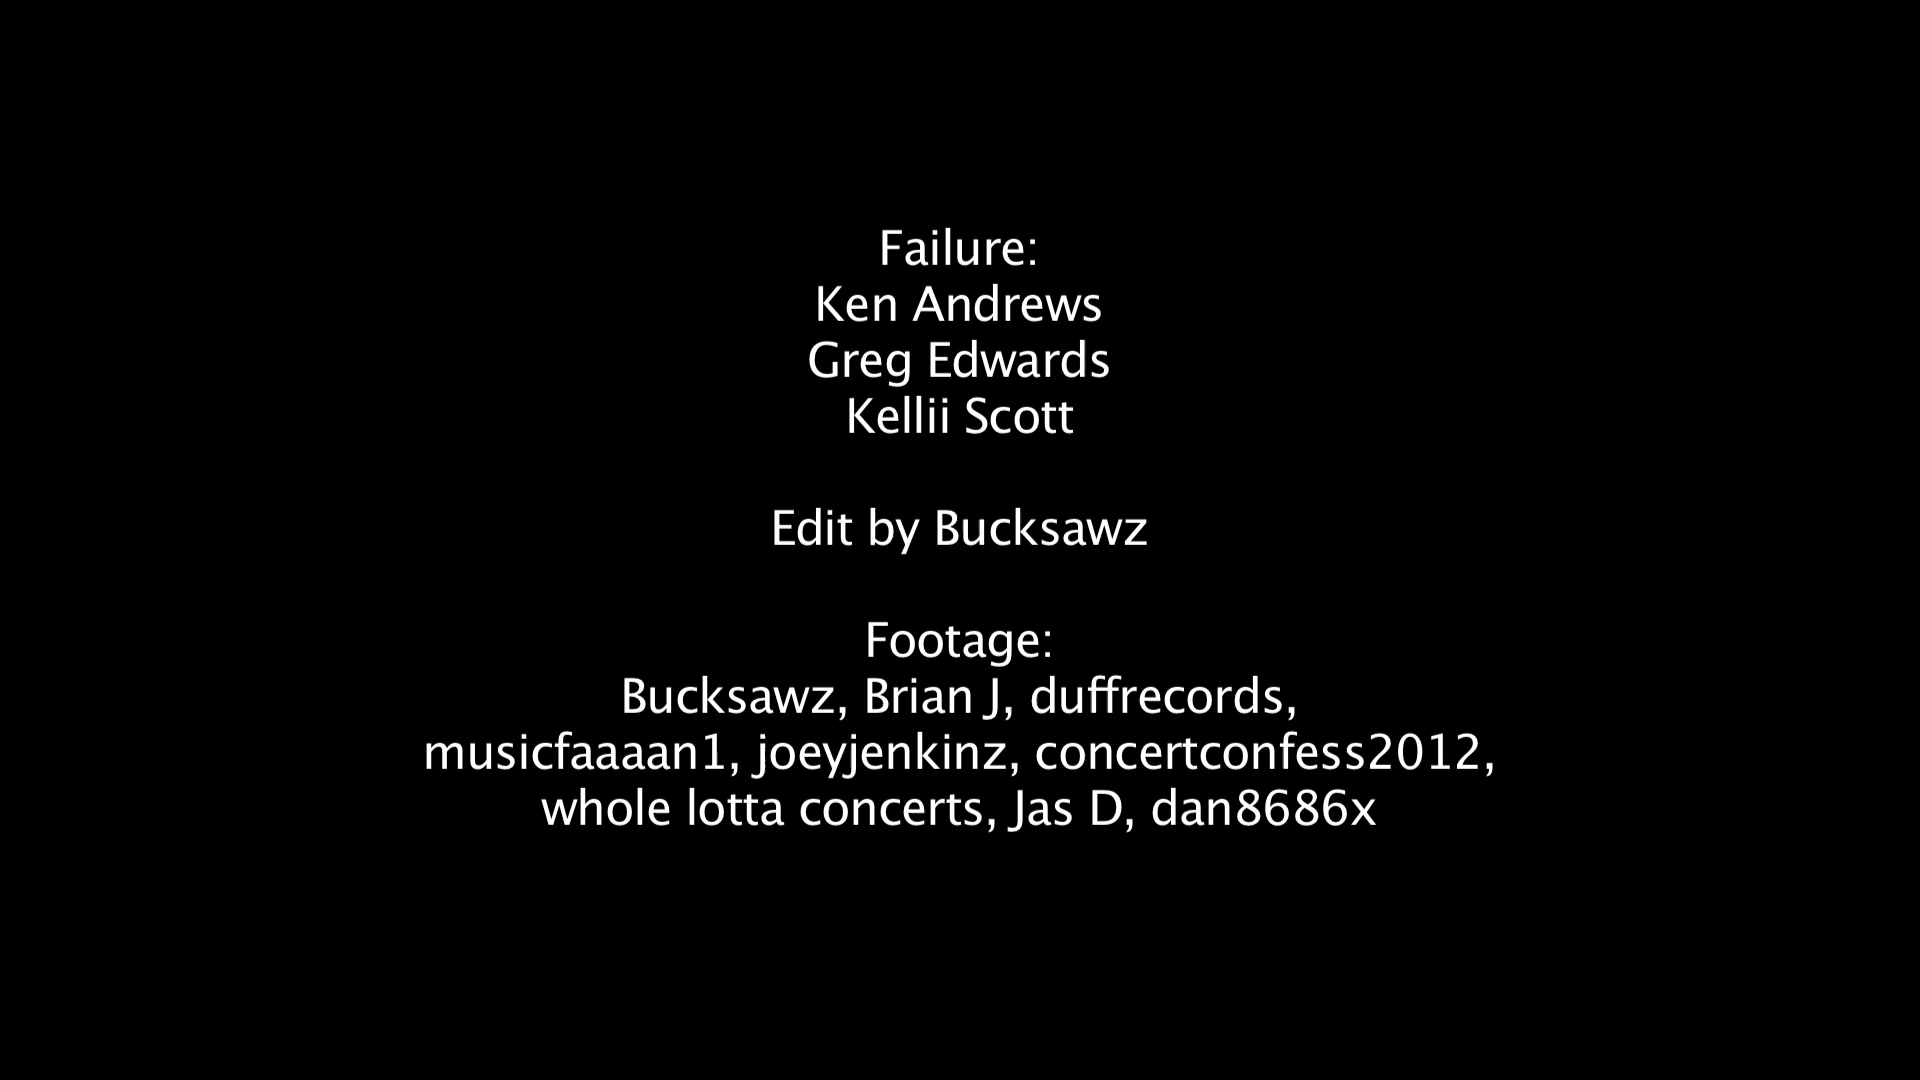 Failure:
Ken Andrews
Greg Edwards
Kellii Scott
Edit by Bucksawz
Footage:
Bucksawz, Brian J, duffrecords,
musicfaaaan1, joeyjenkinz, concertconfess2012,
whole lotta concerts, Jas D, dan8686x